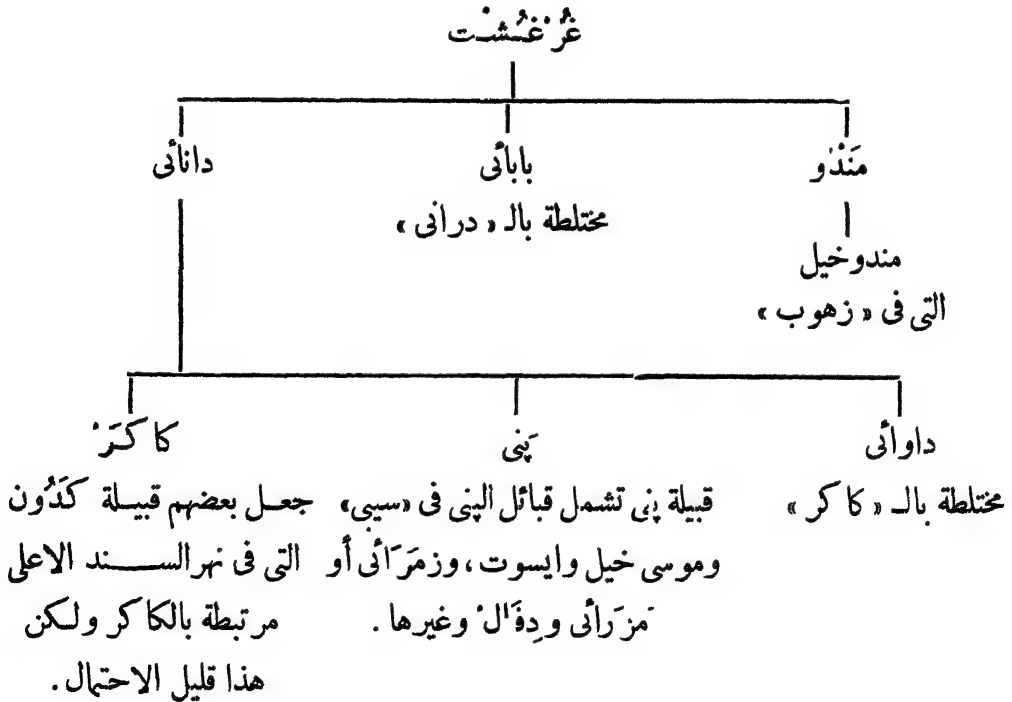 غُرْغُشْت
مَنْدُو
بابائى
دانائى
مختلطة بالـ « درانى »
مندوخيل
التى فى « زهوب »
داوائى
پَنى
كاكَرْ
مختلطة بالـ « كاكر »
قبيلة پنى تشمل قبائل الپنى فى «سيبى»
وموسى خيل وايسوت، وزمَرَائى أو
مزَرائى ودِفَالْ وغيرها .
جعل بعضهم قبيلة كَدُون
التى فى نهر السند الاعلى
مرتبطة بالكاكر ولكن
هذا قليل الاحتمال .